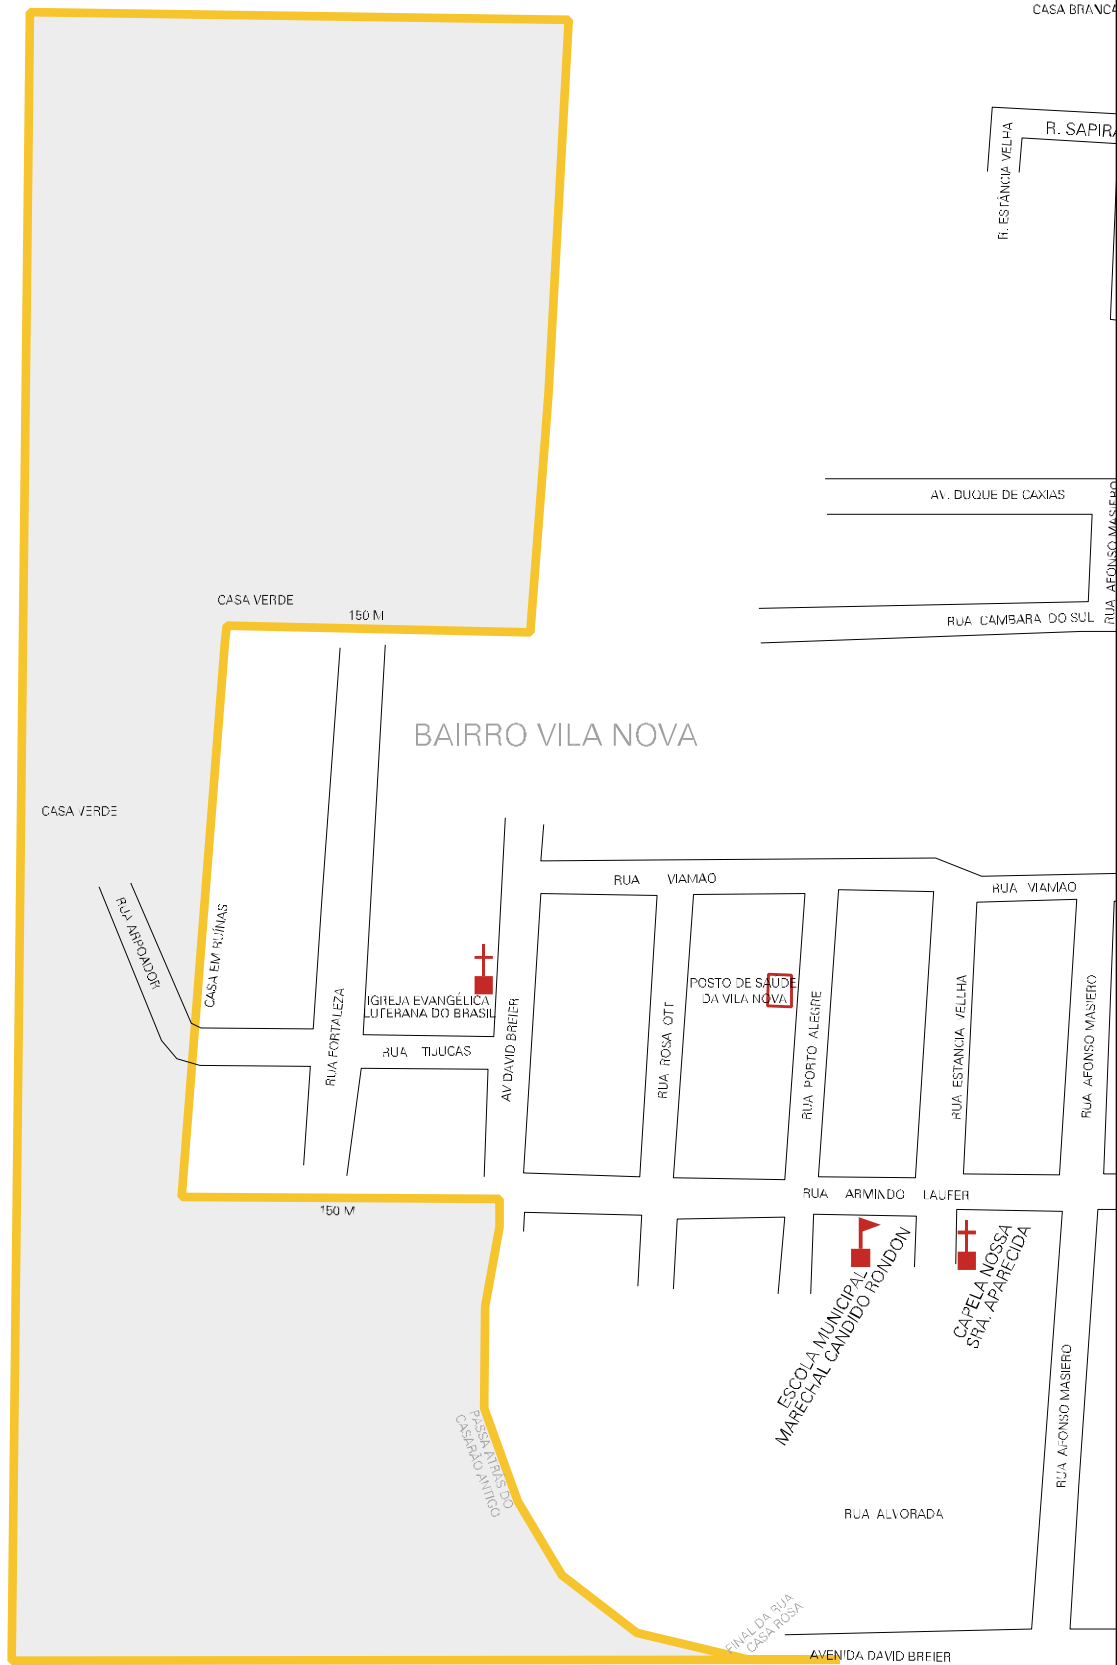 CASA BRANCA
R. SAPIRA
R. ESTÂNCIA VELHA
AV. DUQUE DE CAXIAS
RUA AFONSO MASIERO
CASA VERDE
150 M
RUA CAMBARA DO SUL
BAIRRO VILA NOVA
CASA VERDE
RUA VIAMAO
RUA VIAMAO
RUA ARPOADOR
CASA EM RUÍNAS
IGREJA EVANGÉLICA
LUTERANA DO BRASIL
POSTO DE SAUDE
DA VILA NOVA
RUA FORTALEZA
RUA TIJUCAS
AV DAVID BREIER
RUA ROSA OTT
RUA PORTO ALEGRE
RUA ESTANCIA VELLHA
RUA AFONSO MASIERO
RUA ARMINDO LAUFER
150 M
ESCOLA MUNICIPAL
MARECHAL CANDIDO RONDON
CAPELA NOSSA
SRA. APARECIDA
RUA AFONSO MASIERO
PASSA ATRAS DO
CASARÃO ANTIGO
RUA ALVORADA
FINAL DA RUA
CASA ROSA
AVENIDA DAVID BREIER